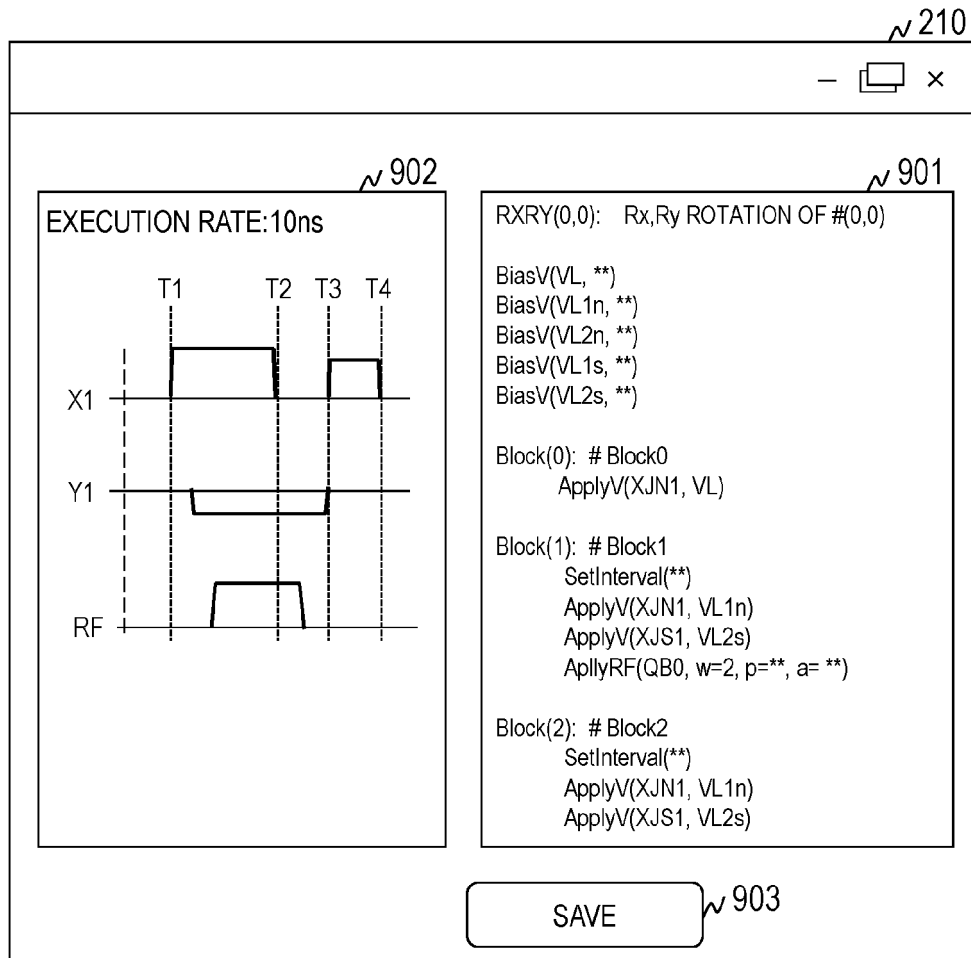 210
902
EXECUTION RATE:10ns
T1 T2 T3 T4
X1
Y1
RF
901
RXRY(0,0): Rx,Ry ROTATION OF #(0,0)
BiasV(VL, **)
BiasV(VL1n, **)
BiasV(VL2n, **)
BiasV(VL1s, **)
BiasV(VL2s, **)
Block(0): # Block0
ApplyV(XJN1, VL)
Block(1): # Block1
SetInterval(**)
ApplyV(XJN1, VL1n)
ApplyV(XJS1, VL2s)
ApllyRF(QB0, w=2, p=**, a= **)
Block(2): # Block2
SetInterval(**)
ApplyV(XJN1, VL1n)
ApplyV(XJS1, VL2s)
SAVE
903